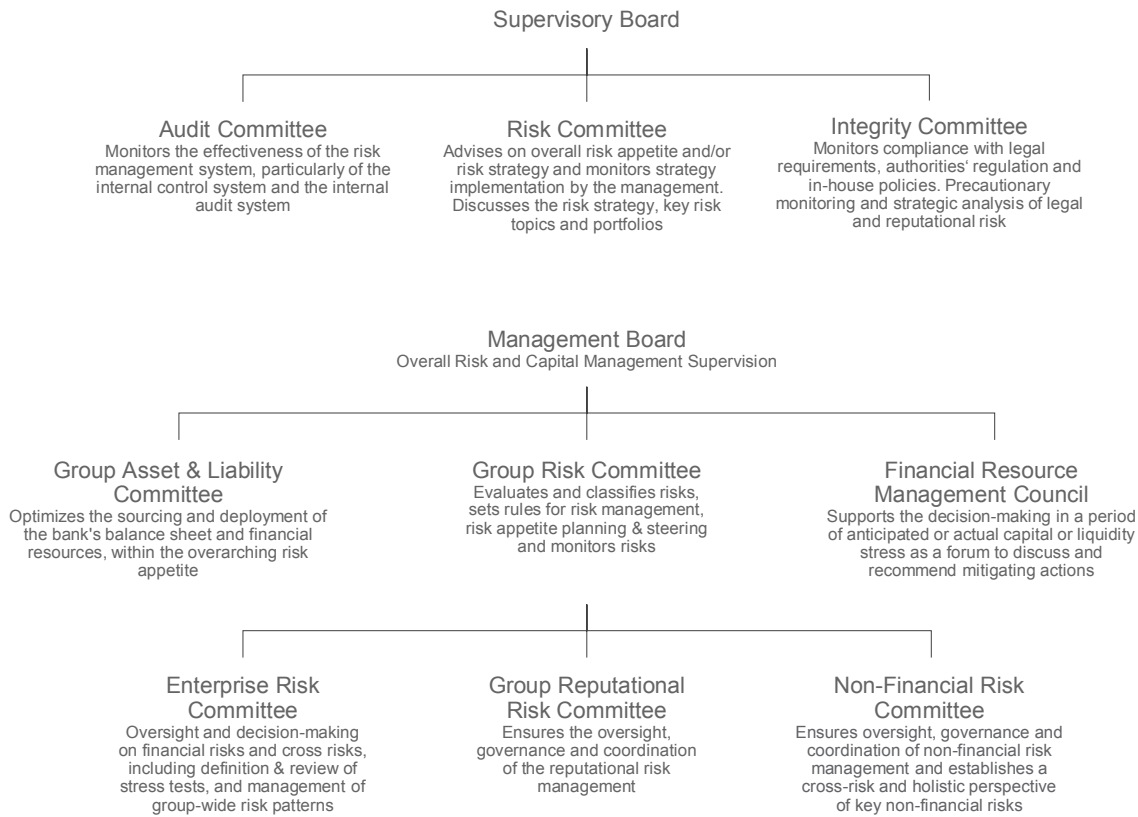 Supervisory Board
Audit Committee
Monitors the effectiveness of the risk
management system, particularly of the
internal control system and the internal
audit system
Risk Committee
Advises on overall risk appetite and/or
risk strategy and monitors strategy
implementation by the management.
Discusses the risk strategy, key risk
topics and portfolios
Integrity Committee
Monitors compliance with legal
requirements, authorities‘ regulation and
in-house policies. Precautionary
monitoring and strategic analysis of legal
and reputational risk
Management Board
Overall Risk and Capital Management Supervision
Group Asset & Liability
Committee
Optimizes the sourcing and deployment of
the bank's balance sheet and financial
resources, within the overarching risk
appetite
Group Risk Committee
Evaluates and classifies risks,
sets rules for risk management,
risk appetite planning & steering
and monitors risks
Financial Resource
Management Council
Supports the decision-making in a period
of anticipated or actual capital or liquidity
stress as a forum to discuss and
recommend mitigating actions
Enterprise Risk
Committee
Oversight and decision-making
on financial risks and cross risks,
including definition & review of
stress tests, and management of
group-wide risk patterns
Group Reputational
Risk Committee
Ensures the oversight,
governance and coordination
of the reputational risk
management
Non-Financial Risk
Committee
Ensures oversight, governance and
coordination of non-financial risk
management and establishes a
cross-risk and holistic perspective
of key non-financial risks